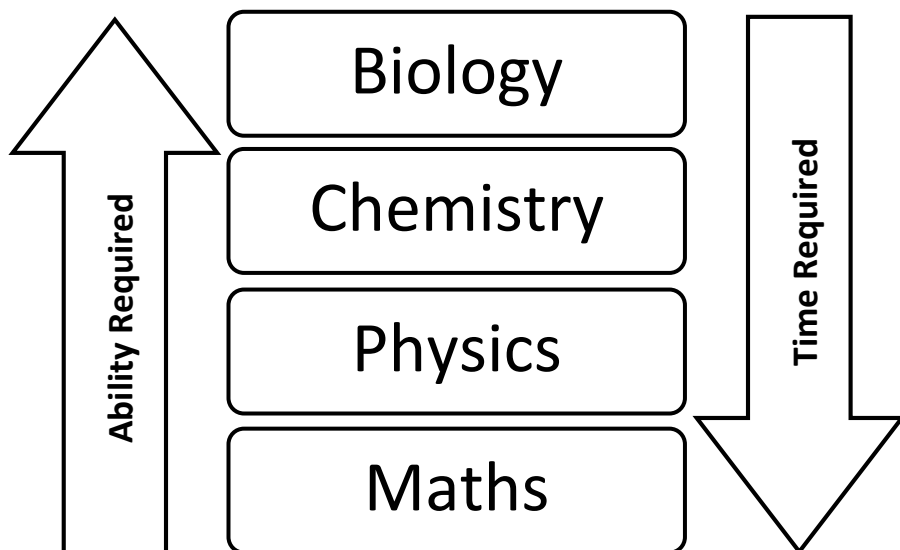 Biology
Chemistry
Physics
Maths
Ability Required
Time Required